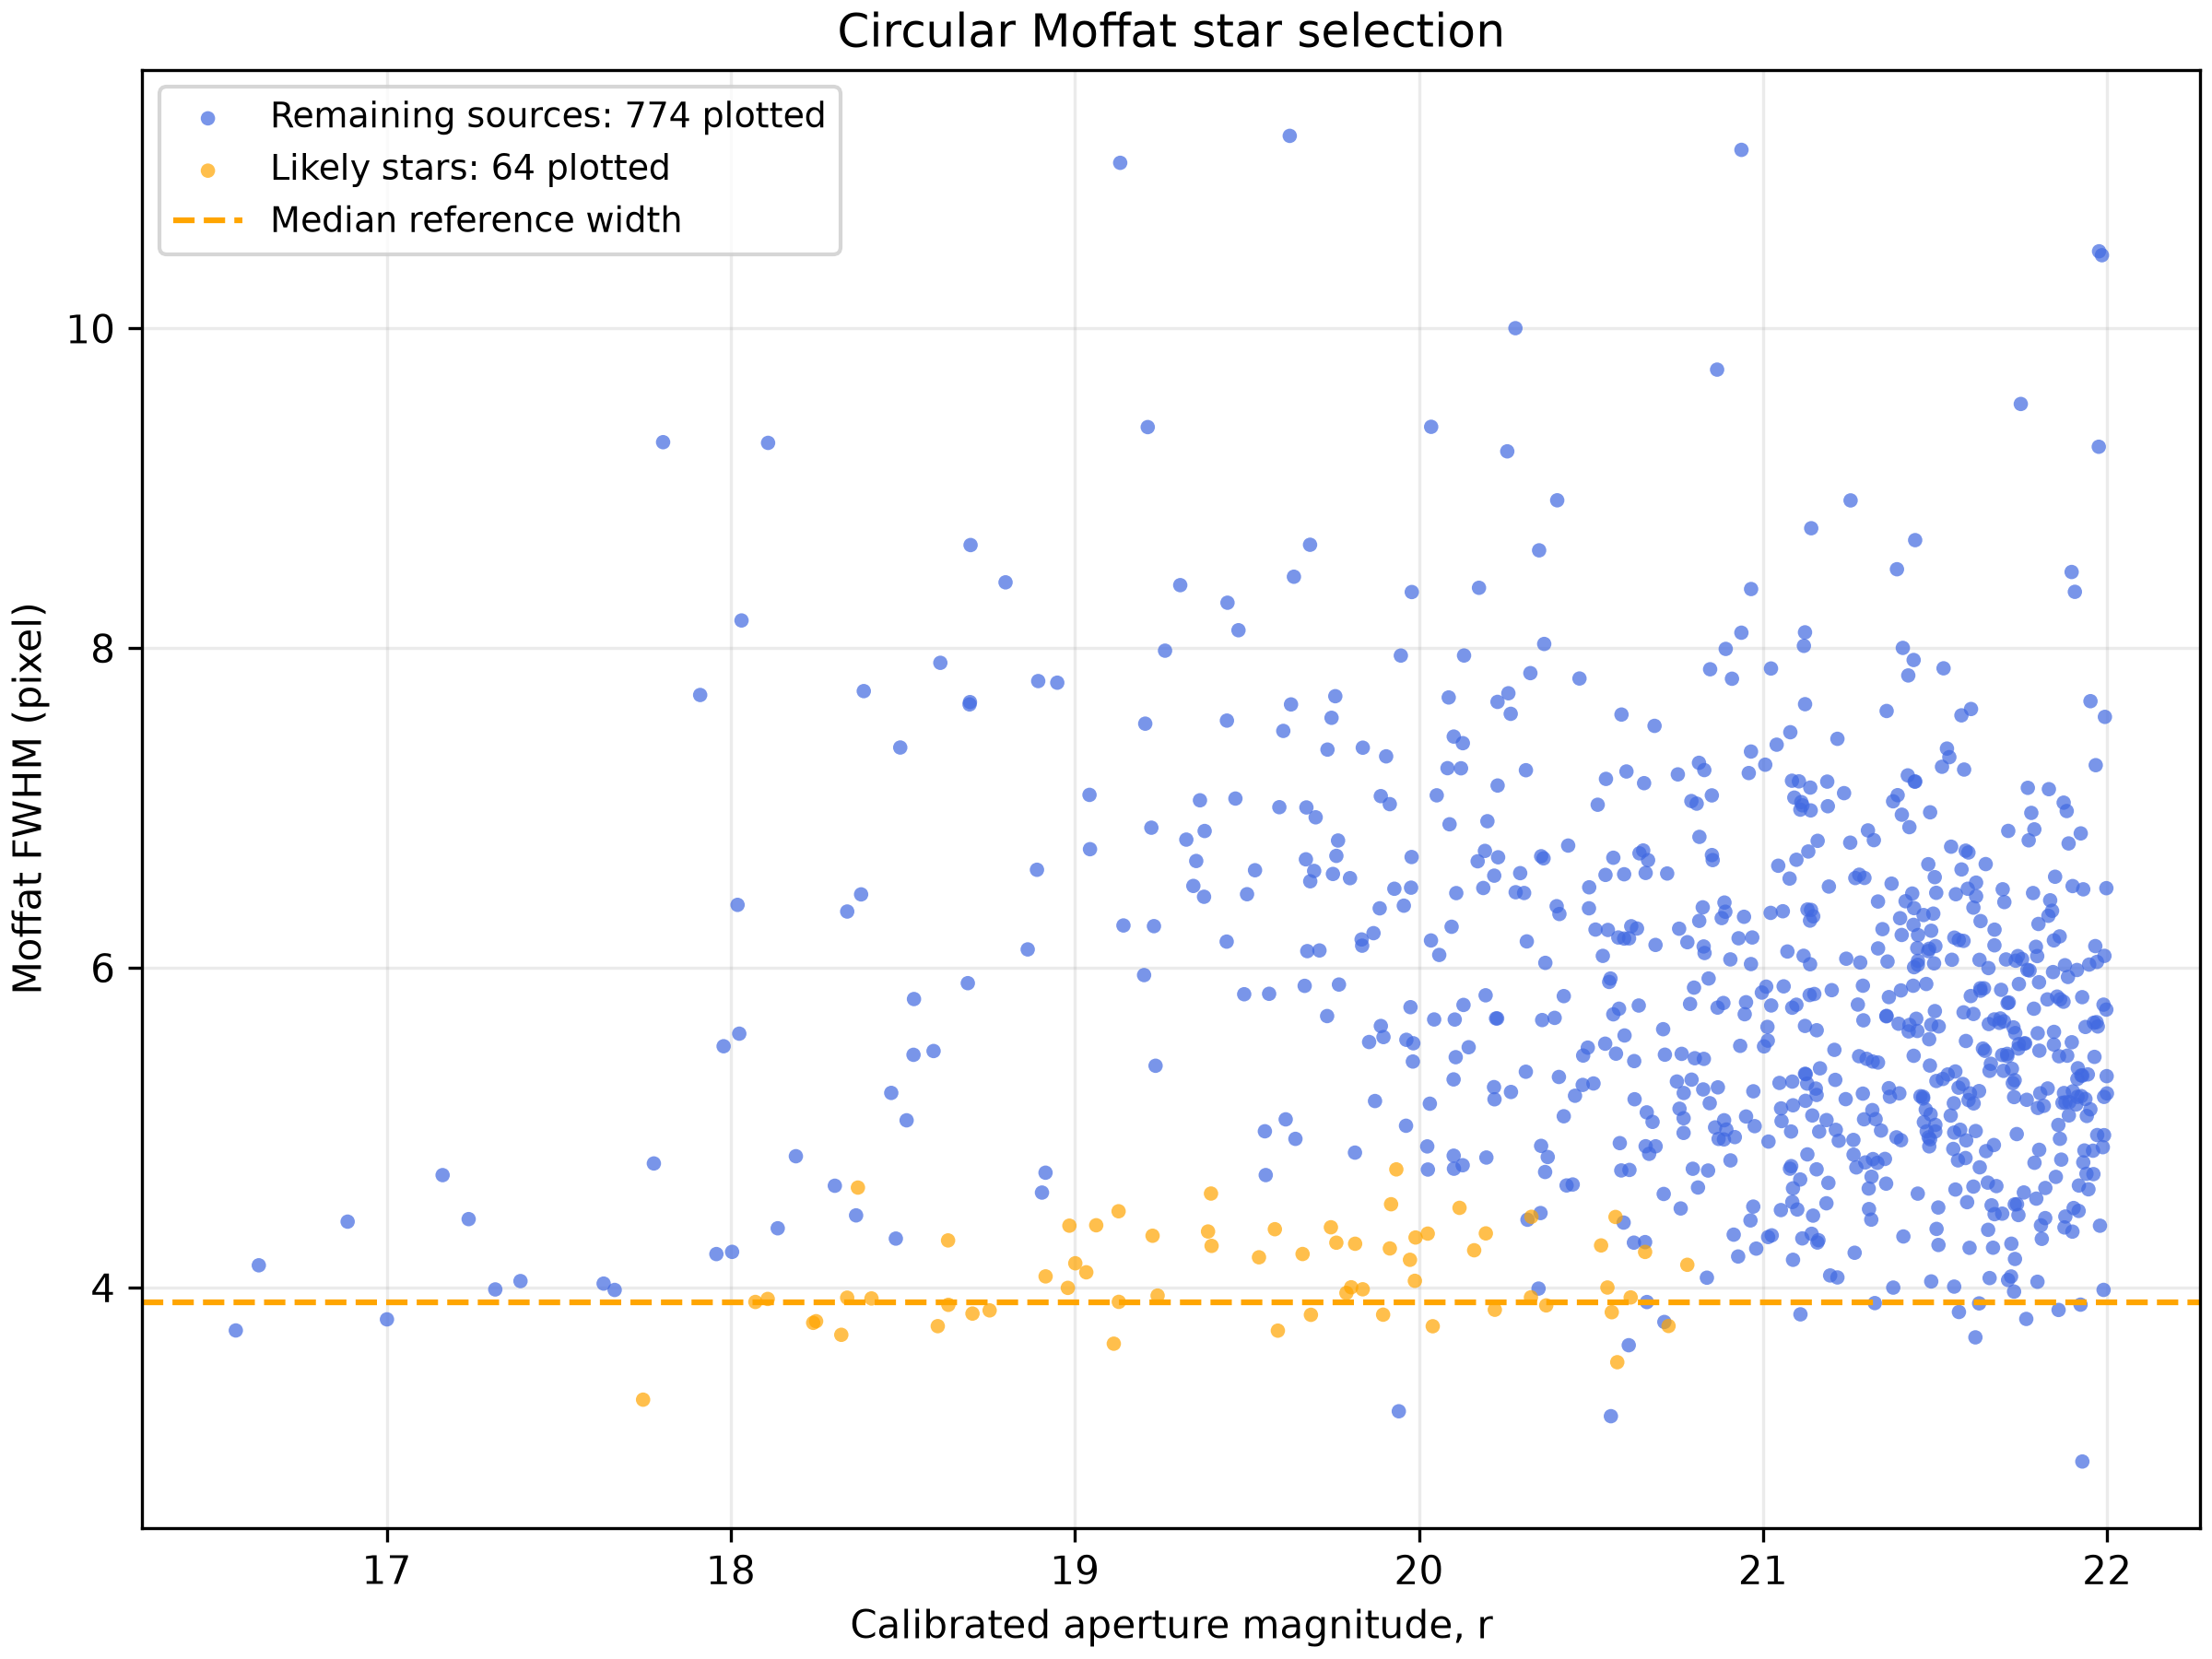 Circular Moffat star selection
Remaining sources: 774 plotted
Likely stars: 64 plotted
Median reference width
Moffat FWHM (pixel)
10
8
6
4
17 18 19 20 21 22
Calibrated aperture magnitude, r